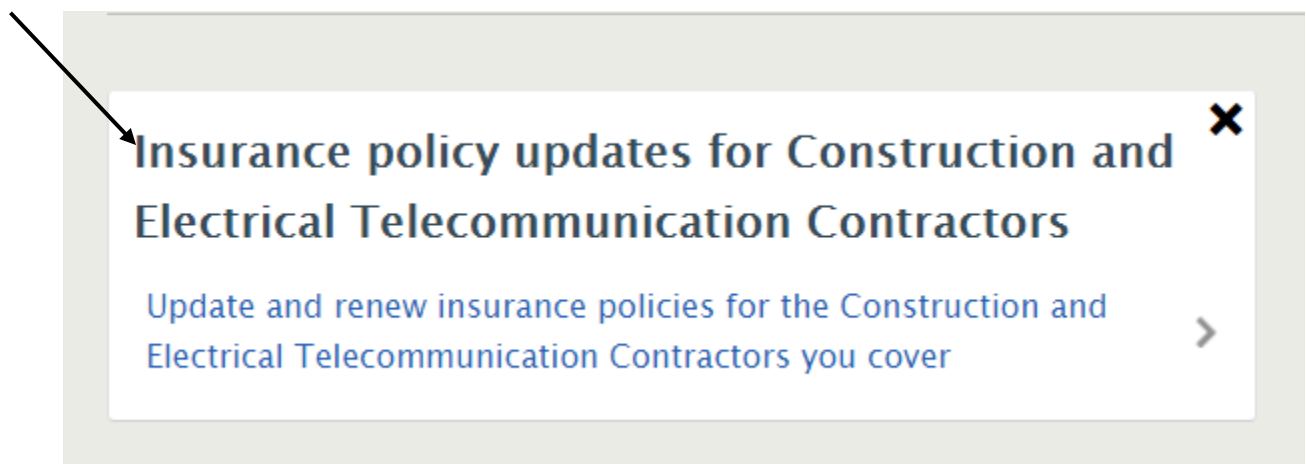 Insurance policy updates for Construction and
Electrical Telecommunication Contractors
Update and renew insurance policies for the Construction and
Electrical Telecommunication Contractors you cover